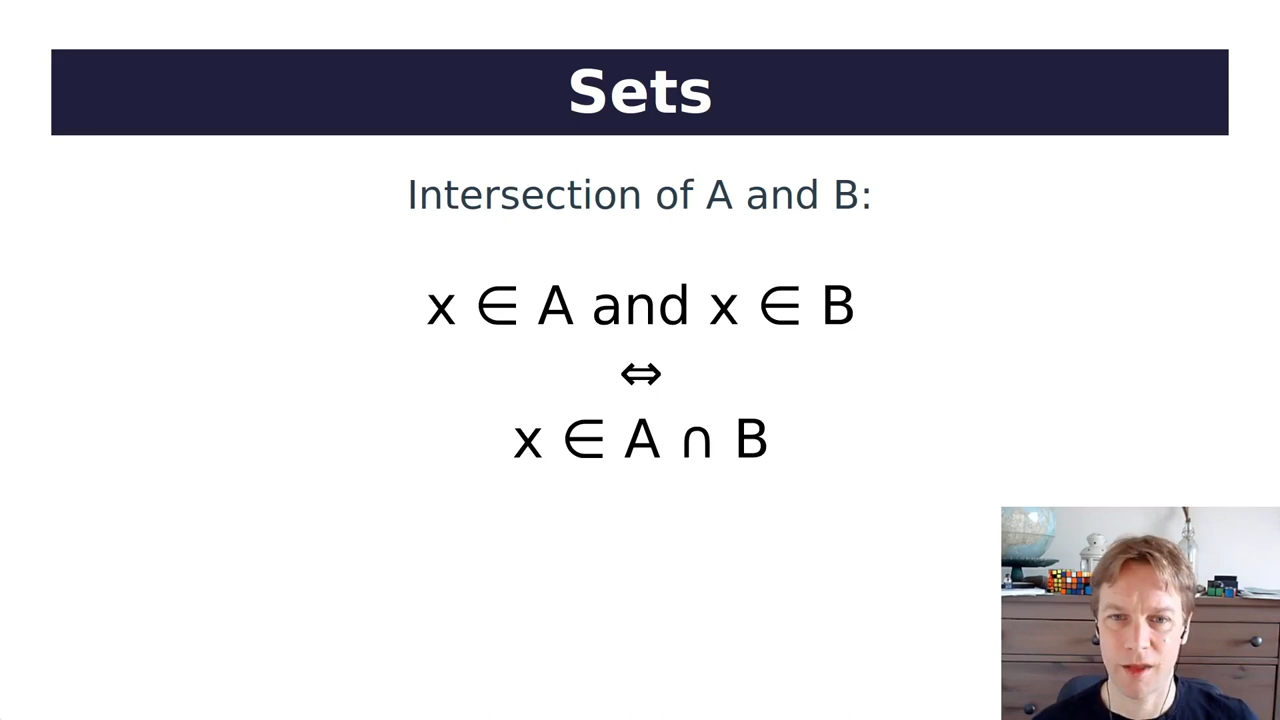 Sets
Intersection of A and B:
x ∈ A and x ∈ B
⇔
x ∈ A ∩ B